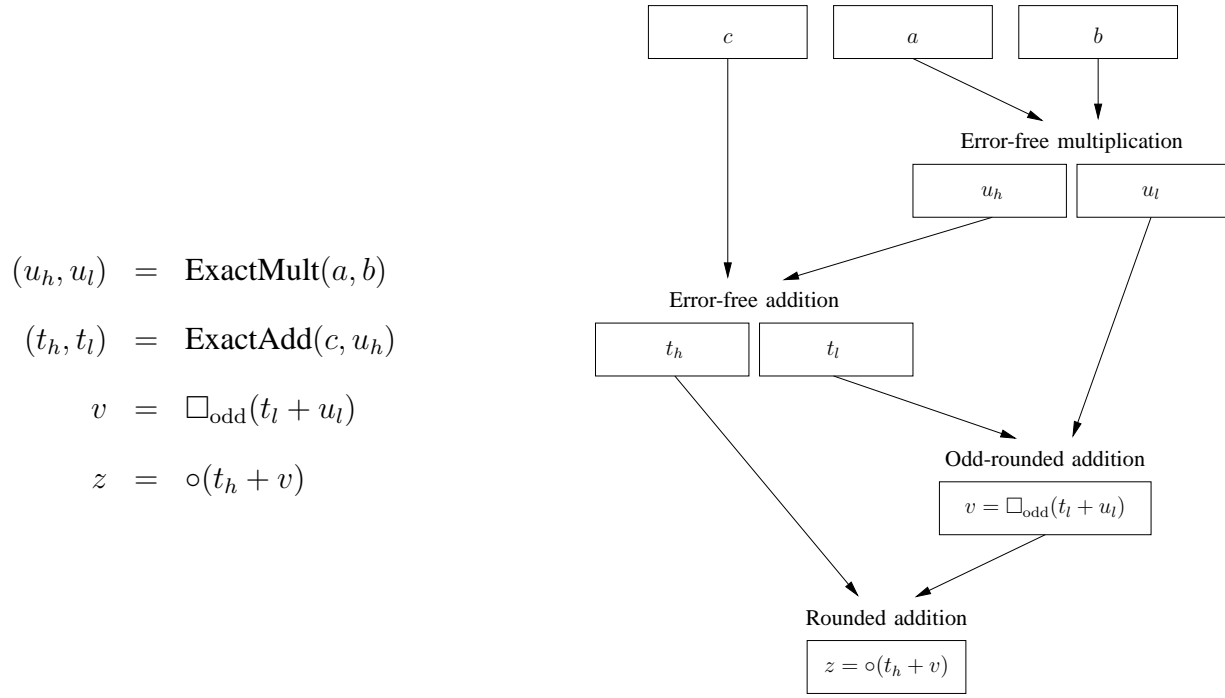 (u_h, u_l) = ExactMult(a, b)
(t_h, t_l) = ExactAdd(c, u_h)
v = □_odd(t_l + u_l)
z = ∘(t_h + v)
c a b
Error-free multiplication
u_h u_l
Error-free addition
t_h t_l
Odd-rounded addition
v = □_odd(t_l + u_l)
Rounded addition
z = ∘(t_h + v)